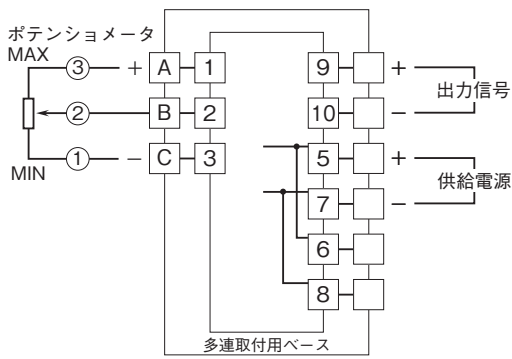 ポテンショメータ
MAX
③ + A 1 9 +
出力信号
② B 2 10 −
① − C 3 5 +
MIN
供給電源
7 −
6
8
多連取付用ベース